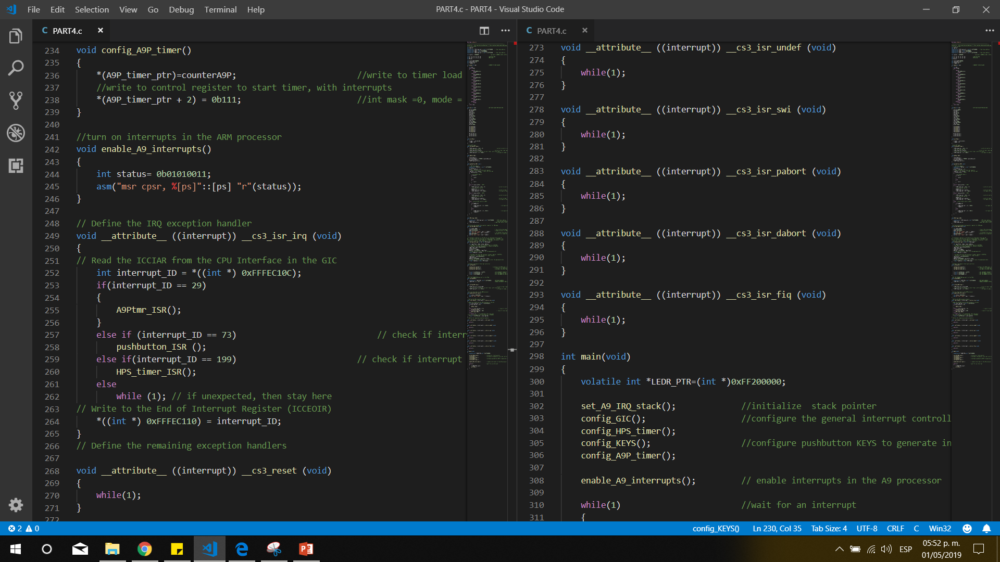 File Edit Selection View Go Debug Terminal Help
PART4.c - PART4 - Visual Studio Code
C PART4.c ×
234 void config_A9P_timer()
235 {
236 *(A9P_timer_ptr)=counterA9P; //write to timer load
237 //write to control register to start timer, with interrupts
238 *(A9P_timer_ptr + 2) = 0b111; //int mask =0, mode =
239 }
240
241 //turn on interrupts in the ARM processor
242 void enable_A9_interrupts()
243 {
244 int status= 0b01010011;
245 asm("msr cpsr, %[ps]"::[ps] "r"(status));
246 }
247
248 // Define the IRQ exception handler
249 void __attribute__ ((interrupt)) __cs3_isr_irq (void)
250 {
251 // Read the ICCIAR from the CPU Interface in the GIC
252 int interrupt_ID = *((int *) 0xFFFEC10C);
253 if(interrupt_ID == 29)
254 {
255 A9Ptmr_ISR();
256 }
257 else if (interrupt_ID == 73) // check if interr
258 pushbutton_ISR ();
259 else if(interrupt_ID == 199) // check if interrupt
260 HPS_timer_ISR();
261 else
262 while (1); // if unexpected, then stay here
263 // Write to the End of Interrupt Register (ICCEOIR)
264 *((int *) 0xFFFEC110) = interrupt_ID;
265 }
266 // Define the remaining exception handlers
267
268 void __attribute__ ((interrupt)) __cs3_reset (void)
269 {
270 while(1);
271 }
272
C PART4.c ×
273 void __attribute__ ((interrupt)) __cs3_isr_undef (void)
274 {
275 while(1);
276 }
277
278 void __attribute__ ((interrupt)) __cs3_isr_swi (void)
279 {
280 while(1);
281 }
282
283 void __attribute__ ((interrupt)) __cs3_isr_pabort (void)
284 {
285 while(1);
286 }
287
288 void __attribute__ ((interrupt)) __cs3_isr_dabort (void)
289 {
290 while(1);
291 }
292
293 void __attribute__ ((interrupt)) __cs3_isr_fiq (void)
294 {
295 while(1);
296 }
297
298 int main(void)
299 {
300 volatile int *LEDR_PTR=(int *)0xFF200000;
301
302 set_A9_IRQ_stack(); //initialize  stack pointer
303 config_GIC(); //configure the general interrupt controll
304 config_HPS_timer();
305 config_KEYS(); //configure pushbutton KEYS to generate in
306 config_A9P_timer();
307
308 enable_A9_interrupts(); // enable interrupts in the A9 processor
309
310 while(1) //wait for an interrupt
311 {
2 0 config_KEYS() Ln 230, Col 35 Tab Size: 4 UTF-8 CRLF C Win32
ESP 05:52 p. m.
01/05/2019